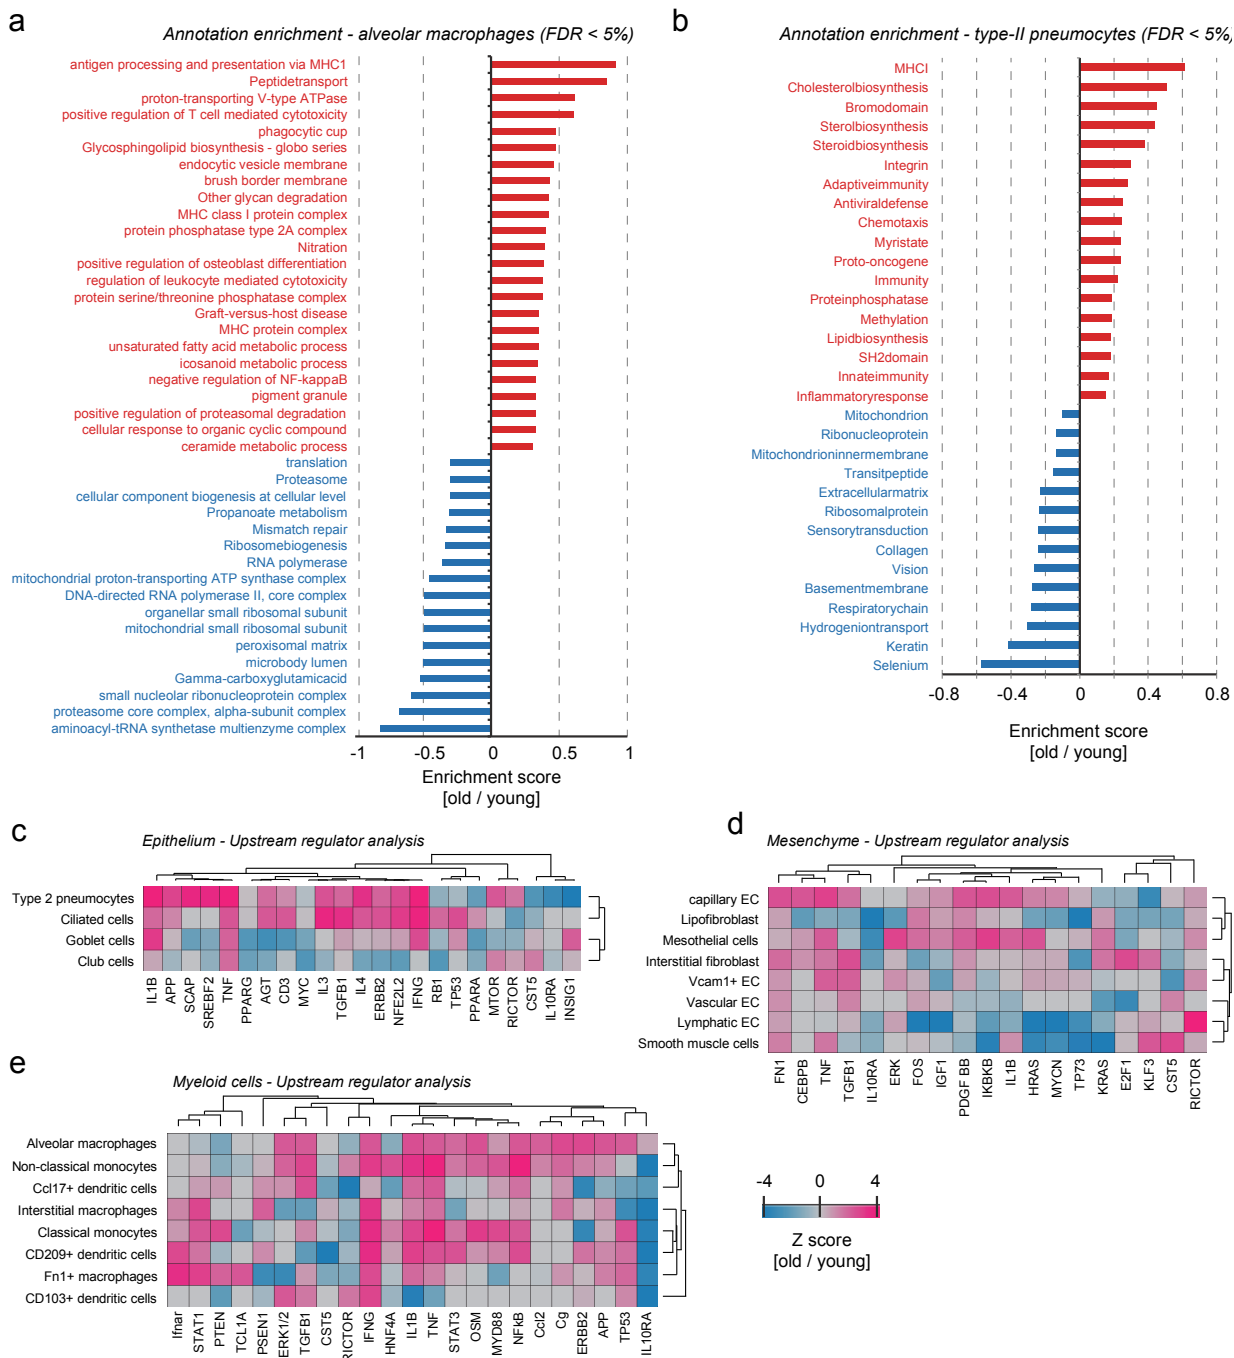 a
Annotation enrichment - alveolar macrophages (FDR < 5%)
antigen processing and presentation via MHC1
Peptidetransport
proton-transporting V-type ATPase
positive regulation of T cell mediated cytotoxicity
phagocytic cup
Glycosphingolipid biosynthesis - globo series
endocytic vesicle membrane
brush border membrane
Other glycan degradation
MHC class I protein complex
protein phosphatase type 2A complex
Nitration
positive regulation of osteoblast differentiation
regulation of leukocyte mediated cytotoxicity
protein serine/threonine phosphatase complex
Graft-versus-host disease
MHC protein complex
unsaturated fatty acid metabolic process
icosanoid metabolic process
negative regulation of NF-kappaB
pigment granule
positive regulation of proteasomal degradation
cellular response to organic cyclic compound
ceramide metabolic process
translation
Proteasome
cellular component biogenesis at cellular level
Propanoate metabolism
Mismatch repair
Ribosomebiogenesis
RNA polymerase
mitochondrial proton-transporting ATP synthase complex
DNA-directed RNA polymerase II, core complex
organellar small ribosomal subunit
mitochondrial small ribosomal subunit
peroxisomal matrix
microbody lumen
Gamma-carboxyglutamicacid
small nucleolar ribonucleoprotein complex
proteasome core complex, alpha-subunit complex
aminoacyl-tRNA synthetase multienzyme complex
-1 -0.5 0 0.5 1
Enrichment score
[old / young]
b
Annotation enrichment - type-II pneumocytes (FDR < 5%)
MHCI
Cholesterolbiosynthesis
Bromodomain
Sterolbiosynthesis
Steroidbiosynthesis
Integrin
Adaptiveimmunity
Antiviraldefense
Chemotaxis
Myristate
Proto-oncogene
Immunity
Proteinphosphatase
Methylation
Lipidbiosynthesis
SH2domain
Innateimmunity
Inflammatoryresponse
Mitochondrion
Ribonucleoprotein
Mitochondrioninnermembrane
Transitpeptide
Extracellularmatrix
Ribosomalprotein
Sensorytransduction
Collagen
Vision
Basementmembrane
Respiratorychain
Hydrogeniontransport
Keratin
Selenium
-0.8 -0.4 0 0.4 0.8
Enrichment score
[old / young]
c
Epithelium - Upstream regulator analysis
Type 2 pneumocytes
Ciliated cells
Goblet cells
Club cells
IL1B APP SCAP SREBF2 TNF PPARG AGT CD3 MYC IL3 TGFB1 IL4 ERBB2 NFE2L2 IFNG RB1 TP53 PPARA MTOR RICTOR CST5 IL10RA INSIG1
d
Mesenchyme - Upstream regulator analysis
capillary EC
Lipofibroblast
Mesothelial cells
Interstitial fibroblast
Vcam1+ EC
Vascular EC
Lymphatic EC
Smooth muscle cells
FN1 CEBPB TNF TGFB1 IL10RA ERK FOS IGF1 PDGF BB IKBKB IL1B HRAS MYCN TP73 KRAS E2F1 KLF3 CST5 RICTOR
e
Myeloid cells - Upstream regulator analysis
Alveolar macrophages
Non-classical monocytes
Ccl17+ dendritic cells
Interstitial macrophages
Classical monocytes
CD209+ dendritic cells
Fn1+ macrophages
CD103+ dendritic cells
Ifnar STAT1 PTEN TCL1A PSEN1 ERK1/2 TGFB1 CST5 RICTOR IFNG HNF4A IL1B TNF STAT3 OSM MYD88 NFkB Ccl2 Cg ERBB2 APP TP53 IL10RA
-4 0 4
Z score
[old / young]